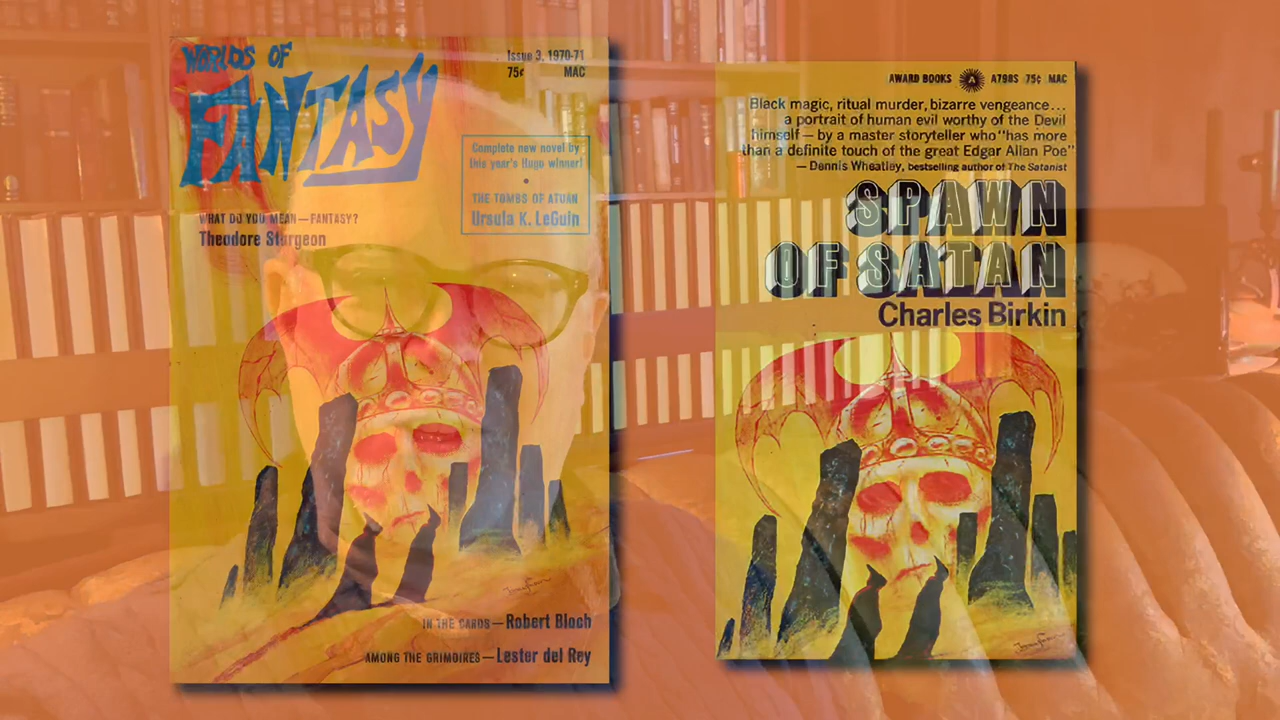 WORLDS OF
FANTASY
Issue 3, 1970-71
75¢ MAC
Complete new novel by
this year's Hugo winner!
•
THE TOMBS OF ATUAN
Ursula K. LeGuin
WHAT DO YOU MEAN—FANTASY?
Theodore Sturgeon
IN THE CARDS—Robert Bloch
AMONG THE GRIMOIRES—Lester del Rey
AWARD BOOKS A A798S 75¢ MAC
Black magic, ritual murder, bizarre vengeance...
a portrait of human evil worthy of the Devil
himself—by a master storyteller who "has more
than a definite touch of the great Edgar Allan Poe"
—Dennis Wheatley, bestselling author of The Satanist
SPAWN
OF SATAN
Charles Birkin